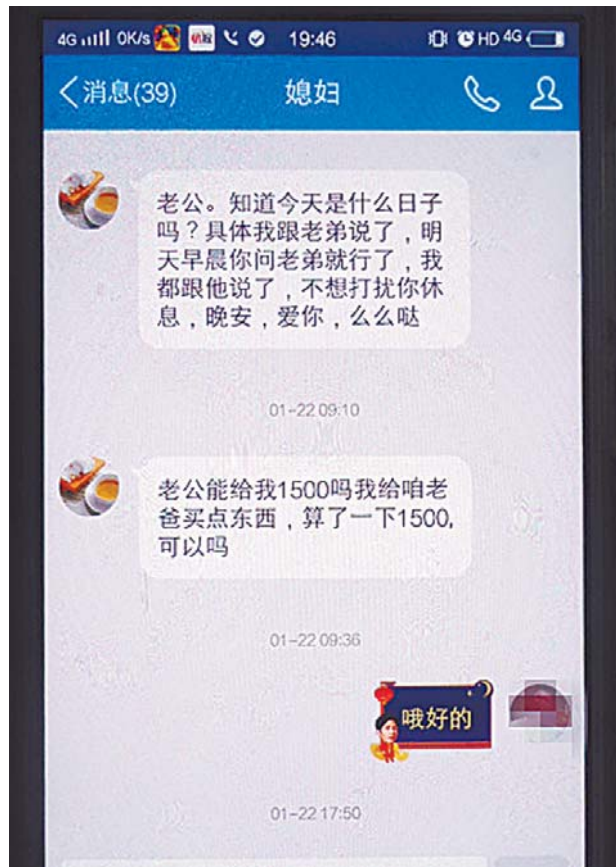 4G 0K/s 19:46 HD 4G
消息(39) 媳妇
老公。知道今天是什么日子
吗？具体我跟老弟说了，明
天早晨你问老弟就行了，我
都跟他说了，不想打扰你休
息，晚安，爱你，么么哒
01-22 09:10
老公能给我1500吗我给咱老
爸买点东西，算了一下1500,
可以吗
01-22 09:36
哦好的
01-22 17:50